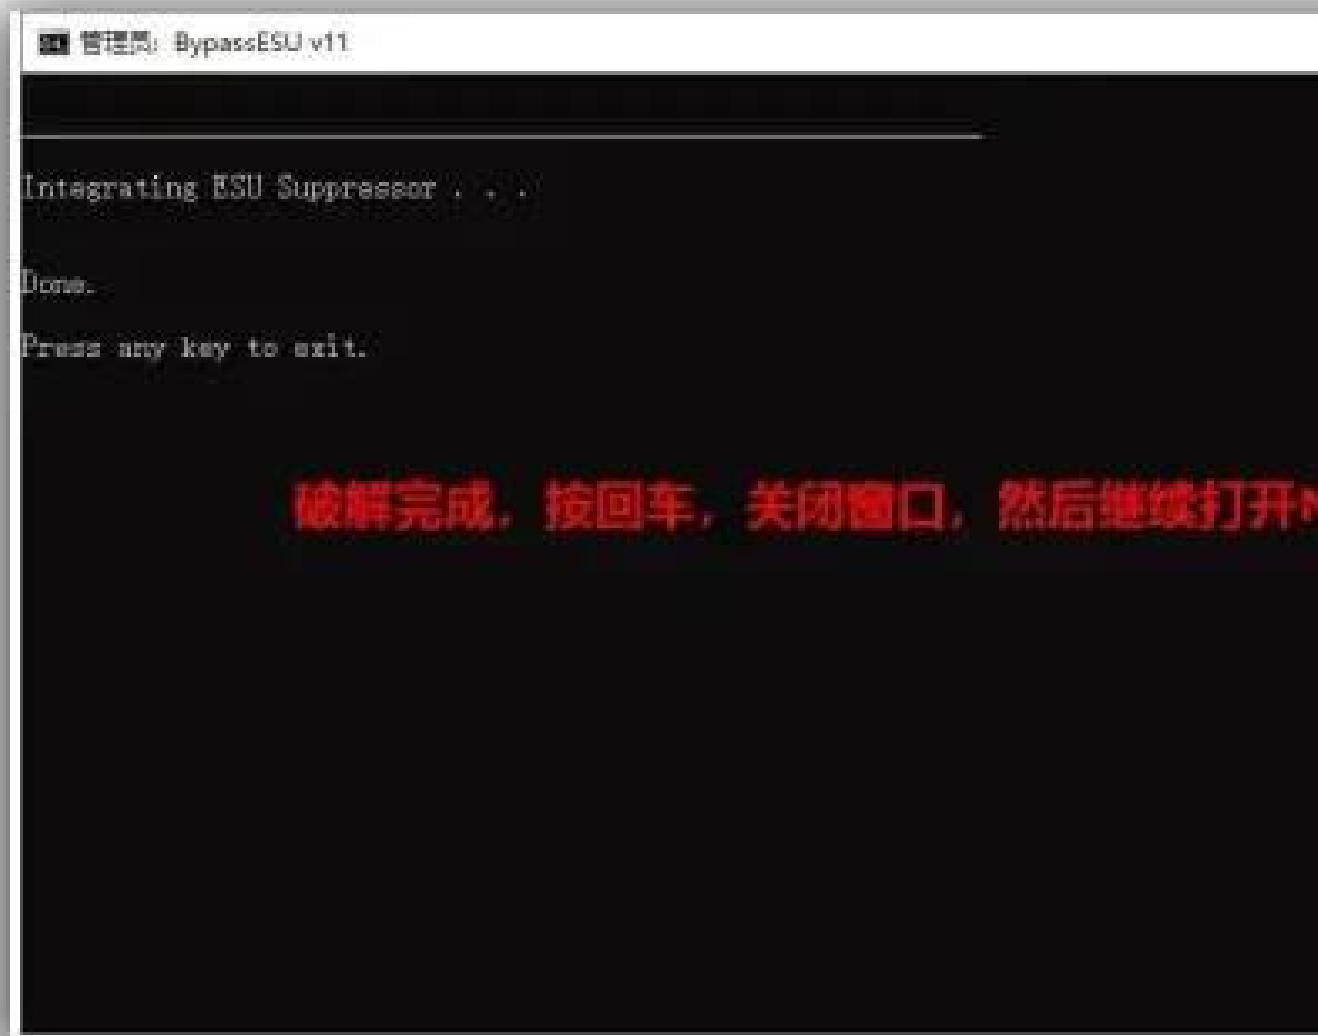 管理员: BypassESU v11
Integrating ESU Suppressor . . .
Done.
Press any key to exit.
破解完成，按回车，关闭窗口，然后继续打开